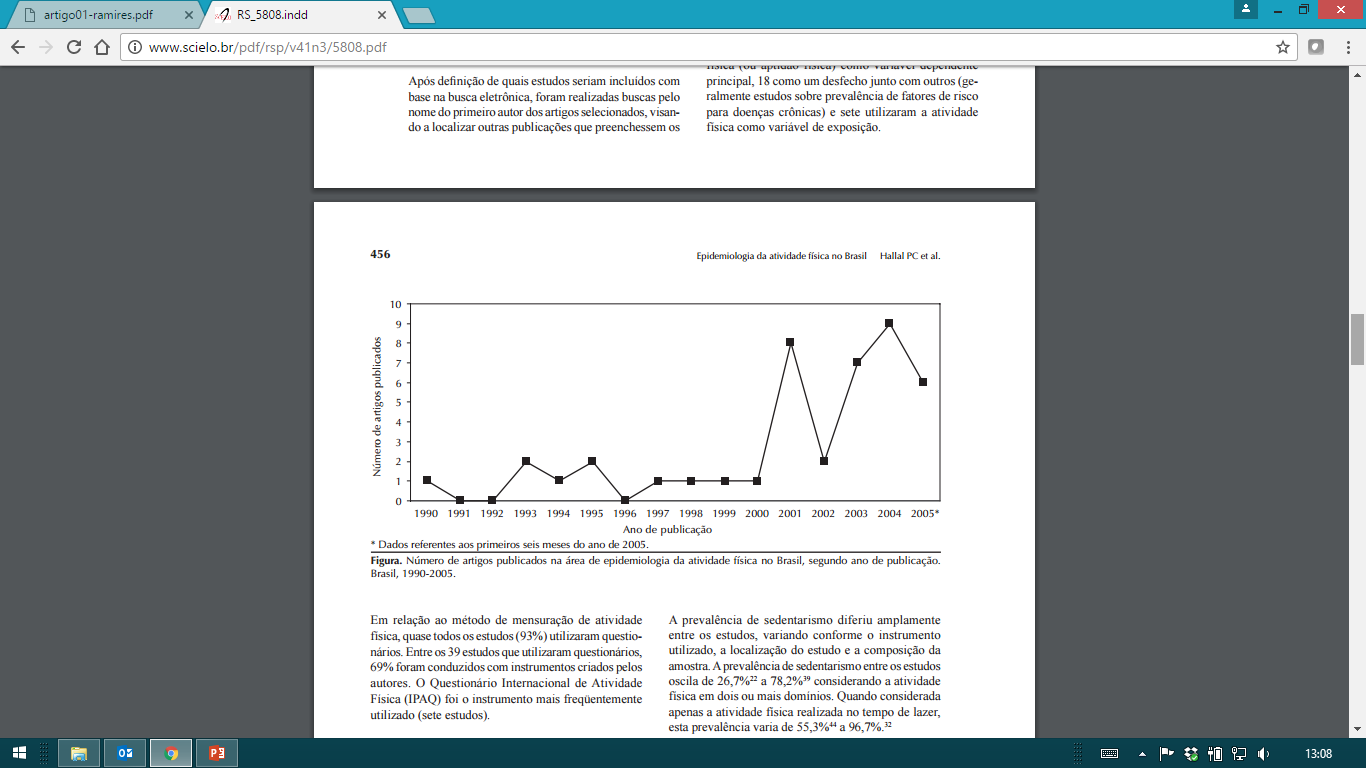 artigo01-ramires.pdf
RS_5808.indd
www.scielo.br/pdf/rsp/v41n3/5808.pdf
Após definição de quais estudos seriam incluídos com
base na busca eletrônica, foram realizadas buscas pelo
nome do primeiro autor dos artigos selecionados, visan-
do a localizar outras publicações que preenchessem os
física (ou aptidão física) como variável dependente
principal, 18 como um desfecho junto com outros (ge-
ralmente estudos sobre prevalência de fatores de risco
para doenças crônicas) e sete utilizaram a atividade
física como variável de exposição.
456
Epidemiologia da atividade física no Brasil Hallal PC et al.
Número de artigos publicados
10
9
8
7
6
5
4
3
2
1
0
1990 1991 1992 1993 1994 1995 1996 1997 1998 1999 2000 2001 2002 2003 2004 2005*
Ano de publicação
* Dados referentes aos primeiros seis meses do ano de 2005.
Figura. Número de artigos publicados na área de epidemiologia da atividade física no Brasil, segundo ano de publicação.
Brasil, 1990-2005.
Em relação ao método de mensuração de atividade
física, quase todos os estudos (93%) utilizaram questio-
nários. Entre os 39 estudos que utilizaram questionários,
69% foram conduzidos com instrumentos criados pelos
autores. O Questionário Internacional de Atividade
Física (IPAQ) foi o instrumento mais freqüentemente
utilizado (sete estudos).
A prevalência de sedentarismo diferiu amplamente
entre os estudos, variando conforme o instrumento
utilizado, a localização do estudo e a composição da
amostra. A prevalência de sedentarismo entre os estudos
oscila de 26,7%²² a 78,2%³⁹ considerando a atividade
física em dois ou mais domínios. Quando considerada
apenas a atividade física realizada no tempo de lazer,
esta prevalência varia de 55,3%⁴⁴ a 96,7%.³²
13:08